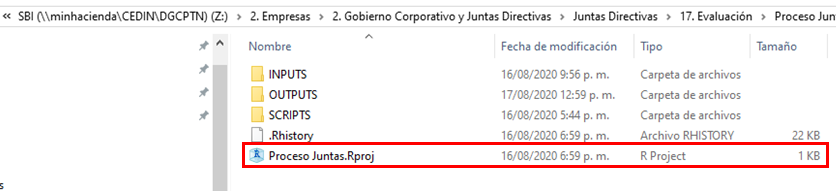 « SBI (\\minhacienda\CEDIN\DGCPTN) (Z:) > 2. Empresas > 2. Gobierno Corporativo y Juntas Directivas > Juntas Directivas > 17. Evaluación > Proceso Jun
Nombre Fecha de modificación Tipo Tamaño
INPUTS 16/08/2020 9:56 p. m. Carpeta de archivos
OUTPUTS 17/08/2020 12:59 p. m. Carpeta de archivos
SCRIPTS 16/08/2020 5:44 p. m. Carpeta de archivos
.Rhistory 16/08/2020 6:59 p. m. Archivo RHISTORY 22 KB
Proceso Juntas.Rproj 16/08/2020 6:59 p. m. R Project 1 KB
s